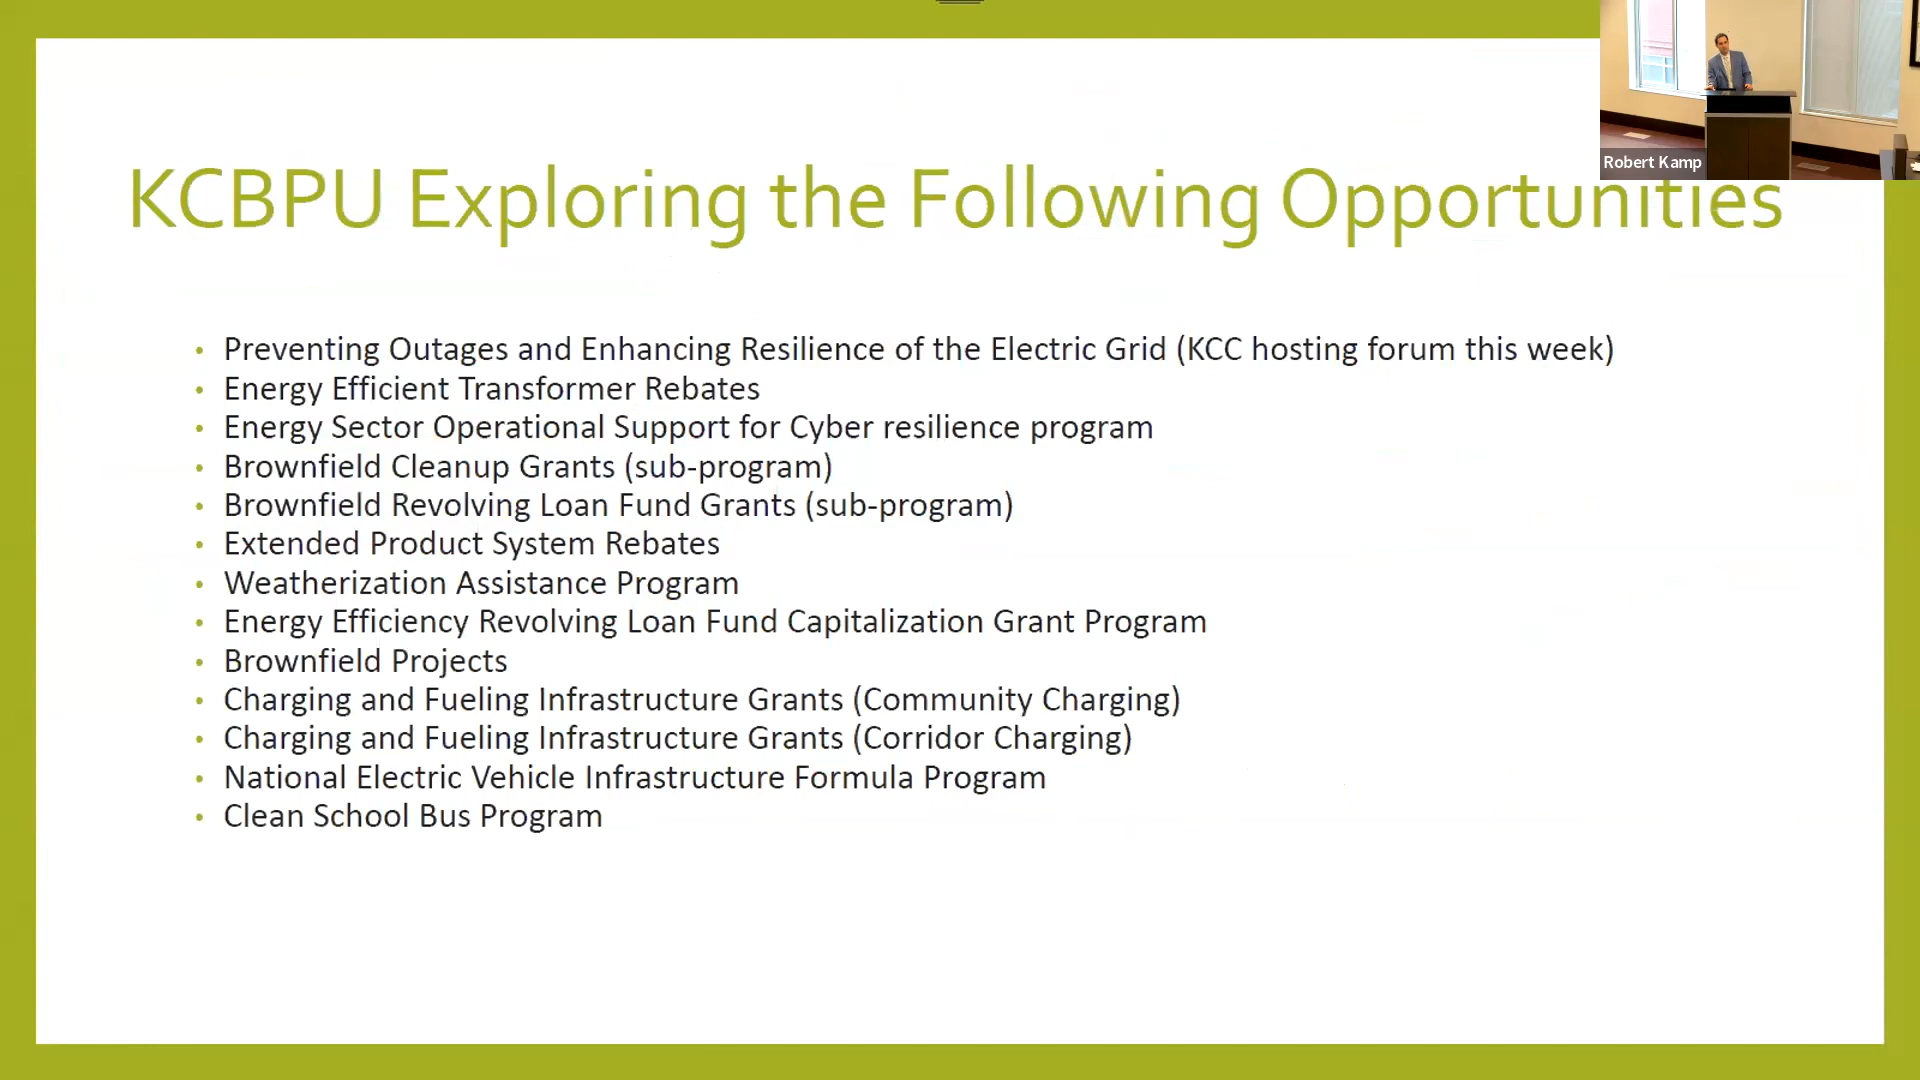 KCBPU Exploring the Following Opportunities
Robert Kamp
• Preventing Outages and Enhancing Resilience of the Electric Grid (KCC hosting forum this week)
• Energy Efficient Transformer Rebates
• Energy Sector Operational Support for Cyber resilience program
• Brownfield Cleanup Grants (sub-program)
• Brownfield Revolving Loan Fund Grants (sub-program)
• Extended Product System Rebates
• Weatherization Assistance Program
• Energy Efficiency Revolving Loan Fund Capitalization Grant Program
• Brownfield Projects
• Charging and Fueling Infrastructure Grants (Community Charging)
• Charging and Fueling Infrastructure Grants (Corridor Charging)
• National Electric Vehicle Infrastructure Formula Program
• Clean School Bus Program